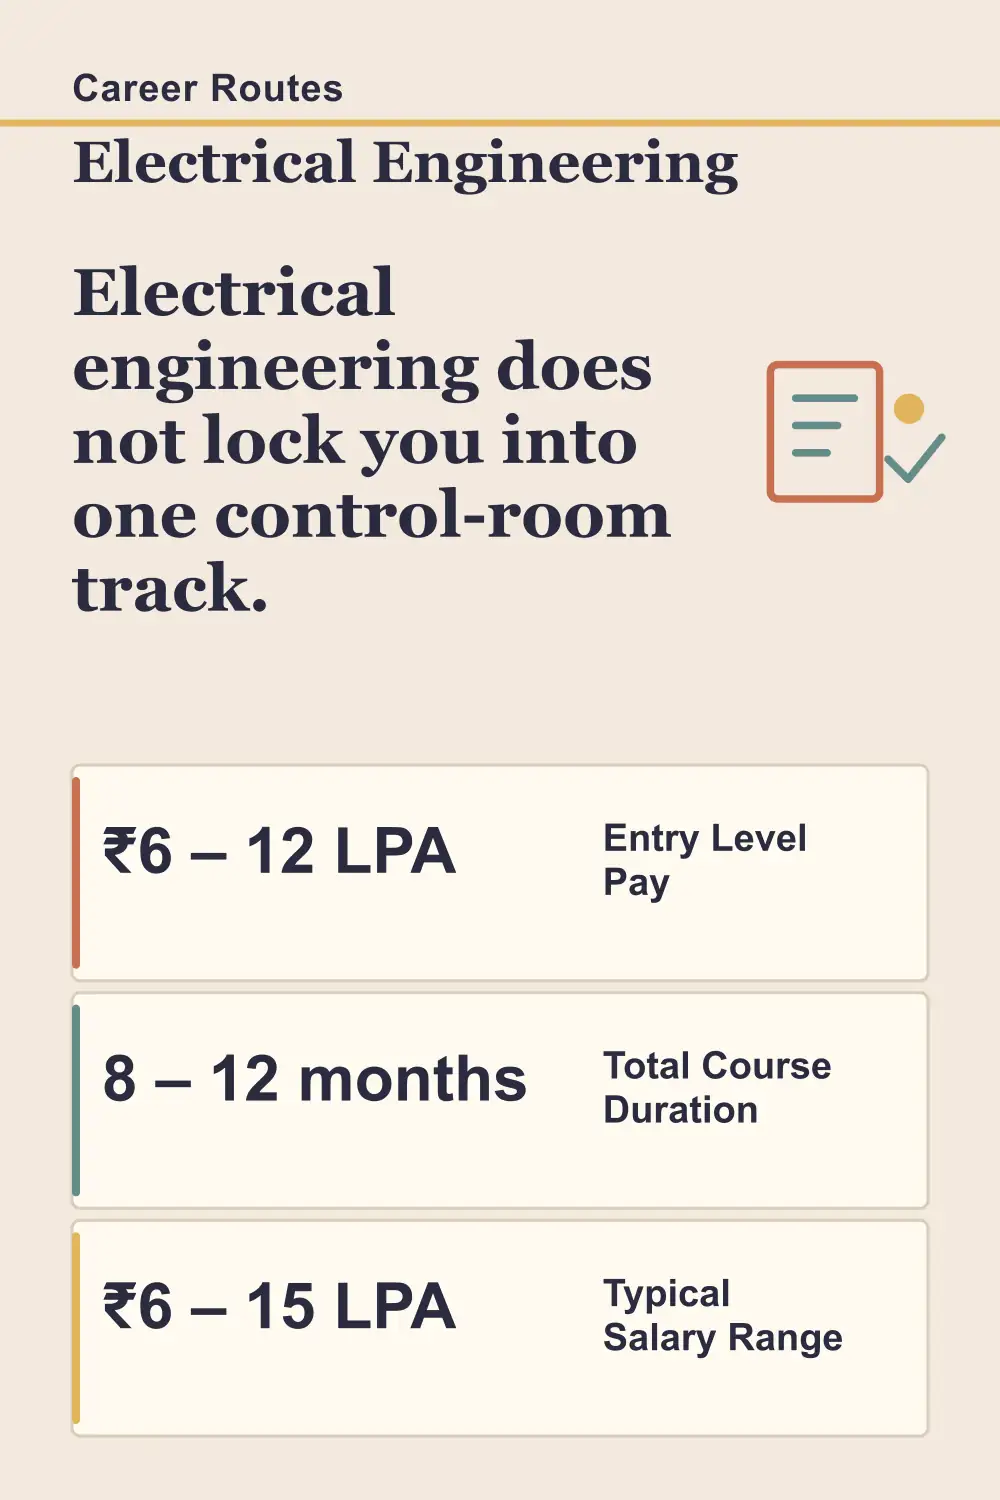 Career Routes
Electrical Engineering
Electrical
engineering does
not lock you into
one control-room
track.
₹6 – 12 LPA
Entry Level
Pay
8 – 12 months
Total Course
Duration
₹6 – 15 LPA
Typical
Salary Range